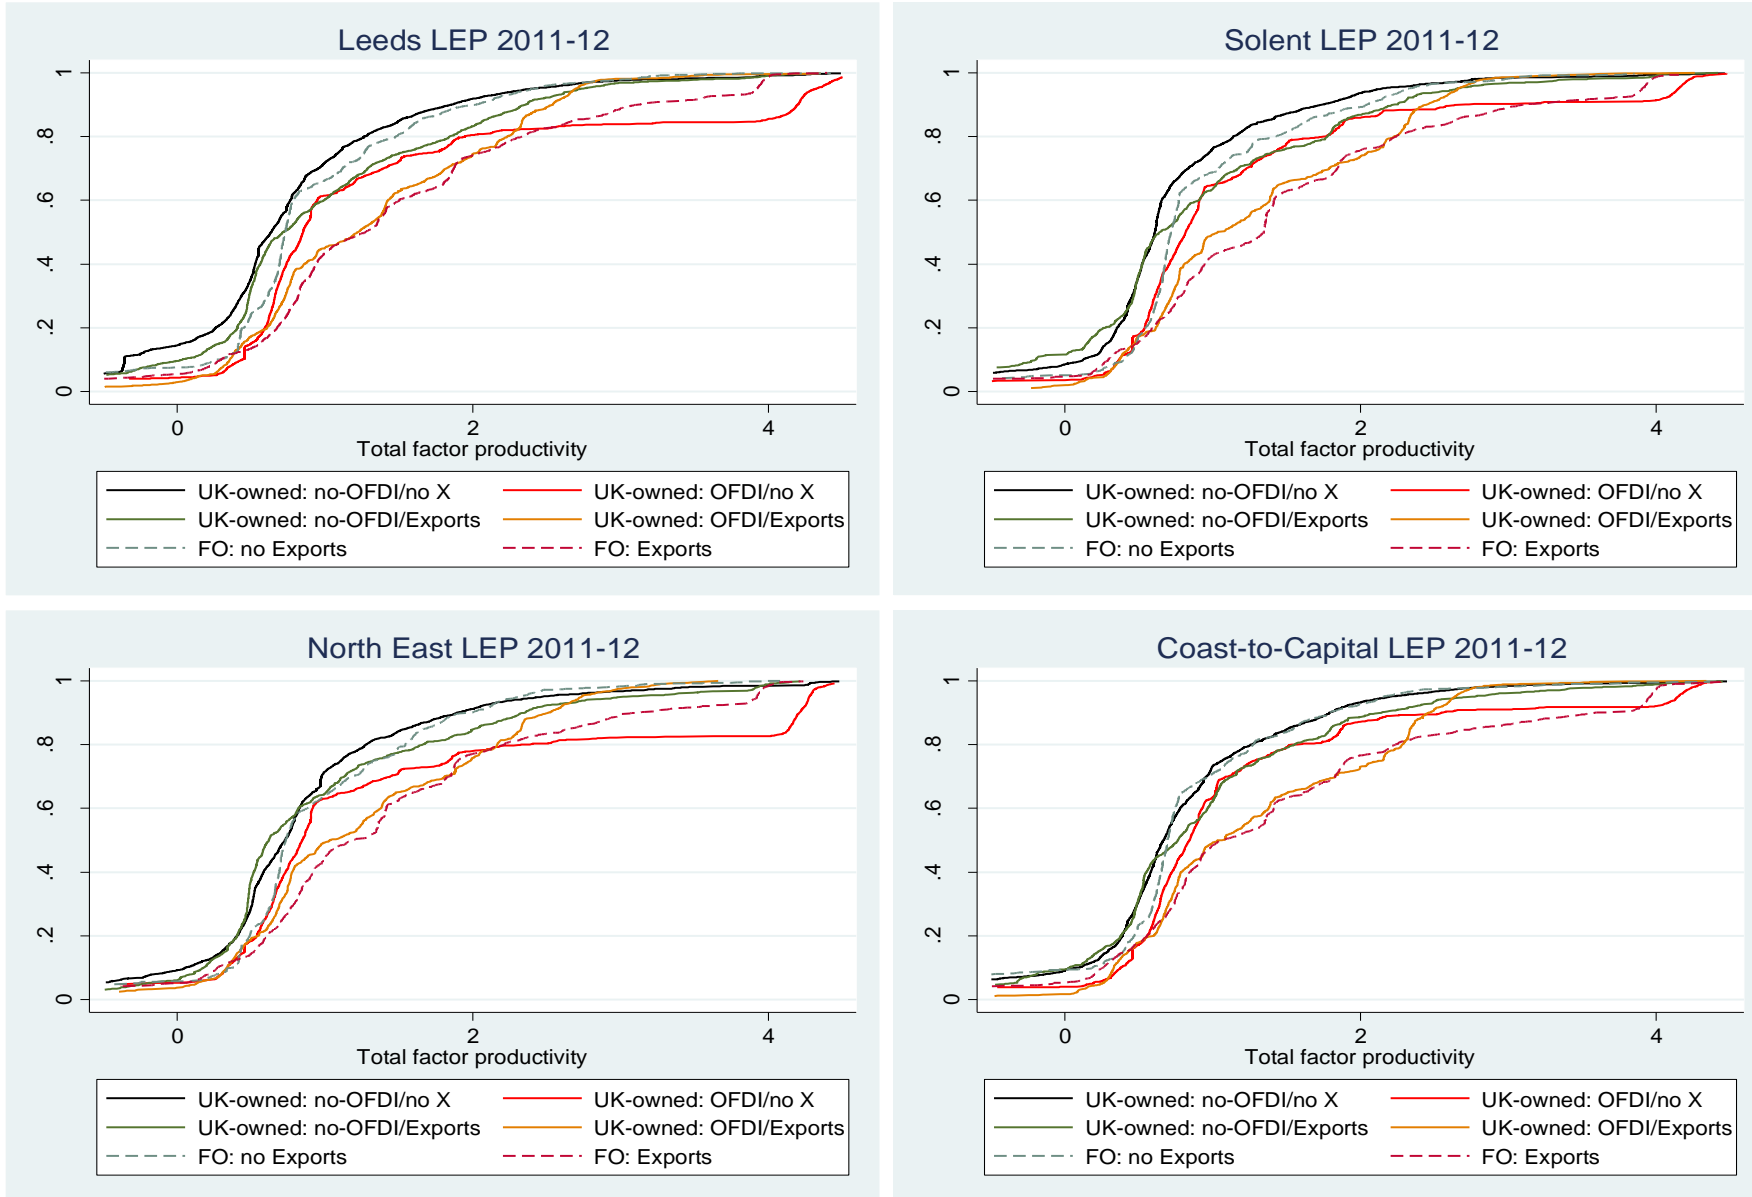 Leeds LEP 2011-12
1
.8
.6
.4
.2
0
0 2 4
Total factor productivity
UK-owned: no-OFDI/no X UK-owned: OFDI/no X
UK-owned: no-OFDI/Exports UK-owned: OFDI/Exports
FO: no Exports FO: Exports
Solent LEP 2011-12
1
.8
.6
.4
.2
0
0 2 4
Total factor productivity
UK-owned: no-OFDI/no X UK-owned: OFDI/no X
UK-owned: no-OFDI/Exports UK-owned: OFDI/Exports
FO: no Exports FO: Exports
North East LEP 2011-12
1
.8
.6
.4
.2
0
0 2 4
Total factor productivity
UK-owned: no-OFDI/no X UK-owned: OFDI/no X
UK-owned: no-OFDI/Exports UK-owned: OFDI/Exports
FO: no Exports FO: Exports
Coast-to-Capital LEP 2011-12
1
.8
.6
.4
.2
0
0 2 4
Total factor productivity
UK-owned: no-OFDI/no X UK-owned: OFDI/no X
UK-owned: no-OFDI/Exports UK-owned: OFDI/Exports
FO: no Exports FO: Exports